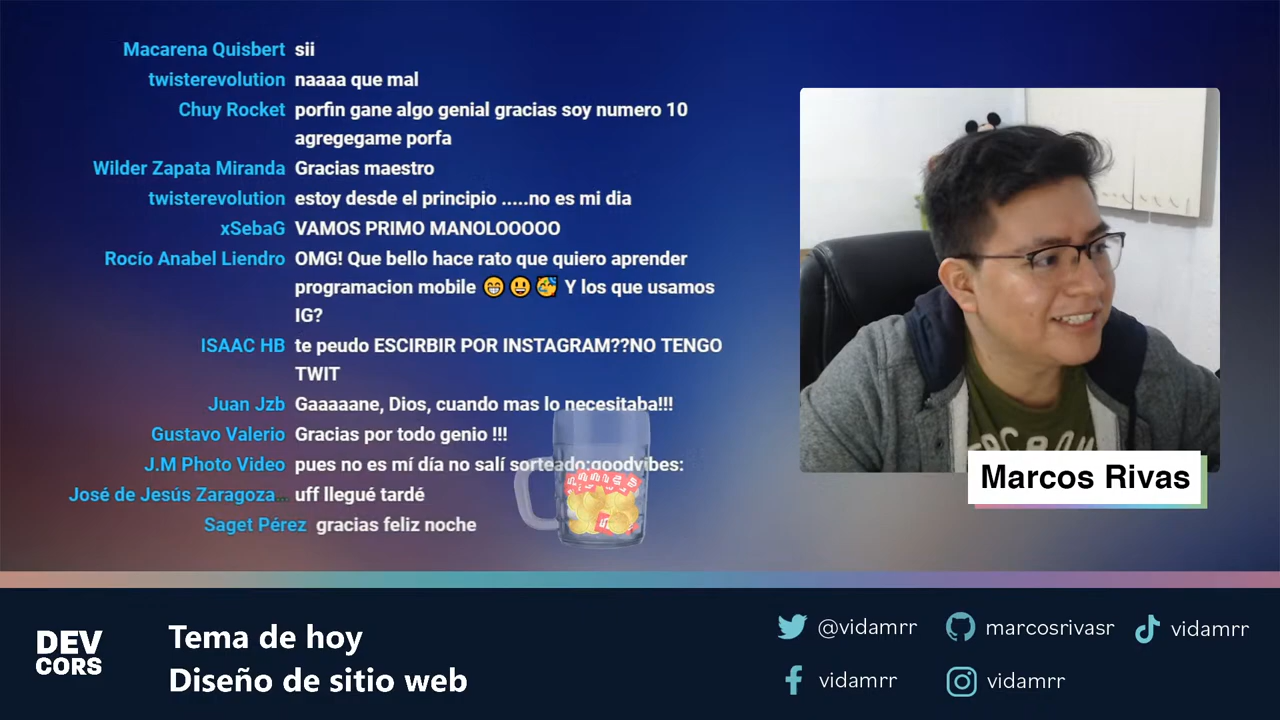 Macarena Quisbert sii
twisterevolution naaaa que mal
Chuy Rocket porfin gane algo genial gracias soy numero 10
agregegame porfa
Wilder Zapata Miranda Gracias maestro
twisterevolution estoy desde el principio .....no es mi dia
xSebaG VAMOS PRIMO MANOLOOOOO
Rocío Anabel Liendro OMG! Que bello hace rato que quiero aprender
programacion mobile 😁😃🥳 Y los que usamos
IG?
ISAAC HB te peudo ESCIRBIR POR INSTAGRAM??NO TENGO
TWIT
Juan Jzb Gaaaaane, Dios, cuando mas lo necesitaba!!!
Gustavo Valerio Gracias por todo genio !!!
J.M Photo Video pues no es mí día no salí sorteado:goodvibes:
José de Jesús Zaragoza... uff llegué tardé
Saget Pérez gracias feliz noche
Marcos Rivas
DEV
CORS
Tema de hoy
Diseño de sitio web
@vidamrr
marcosrivasr
vidamrr
vidamrr
vidamrr